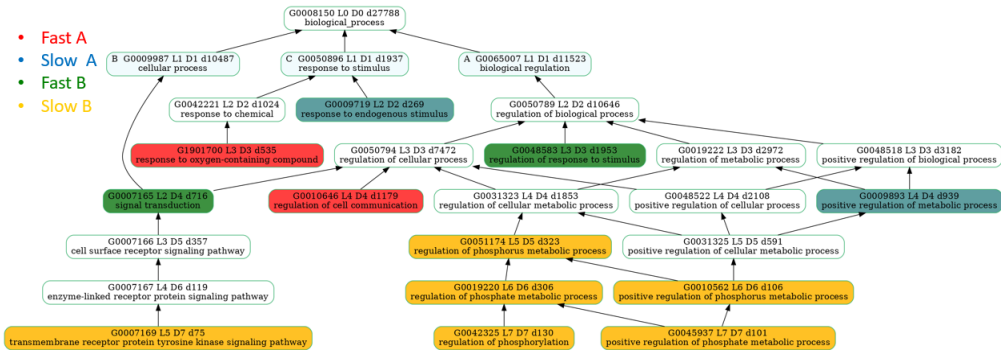 G0008150 L0 D0 d27788
biological_process
• Fast A
• Slow A
• Fast B
• Slow B
B G0009987 L1 D1 d10487
cellular process
C G0050896 L1 D1 d1937
response to stimulus
A G0065007 L1 D1 d11523
biological regulation
G0042221 L2 D2 d1024
response to chemical
G0009719 L2 D2 d269
response to endogenous stimulus
G0050789 L2 D2 d10646
regulation of biological process
G1901700 L3 D3 d535
response to oxygen-containing compound
G0050794 L3 D3 d7472
regulation of cellular process
G0048583 L3 D3 d1953
regulation of response to stimulus
G0019222 L3 D3 d2972
regulation of metabolic process
G0048518 L3 D3 d3182
positive regulation of biological process
G0007165 L2 D4 d716
signal transduction
G0010646 L4 D4 d1179
regulation of cell communication
G0031323 L4 D4 d1853
regulation of cellular metabolic process
G0048522 L4 D4 d2108
positive regulation of cellular process
G0009893 L4 D4 d939
positive regulation of metabolic process
G0007166 L3 D5 d357
cell surface receptor signaling pathway
G0051174 L5 D5 d323
regulation of phosphorus metabolic process
G0031325 L5 D5 d591
positive regulation of cellular metabolic process
G0007167 L4 D6 d119
enzyme-linked receptor protein signaling pathway
G0019220 L6 D6 d306
regulation of phosphate metabolic process
G0010562 L6 D6 d106
positive regulation of phosphorus metabolic process
G0007169 L5 D7 d75
transmembrane receptor protein tyrosine kinase signaling pathway
G0042325 L7 D7 d130
regulation of phosphorylation
G0045937 L7 D7 d101
positive regulation of phosphate metabolic process